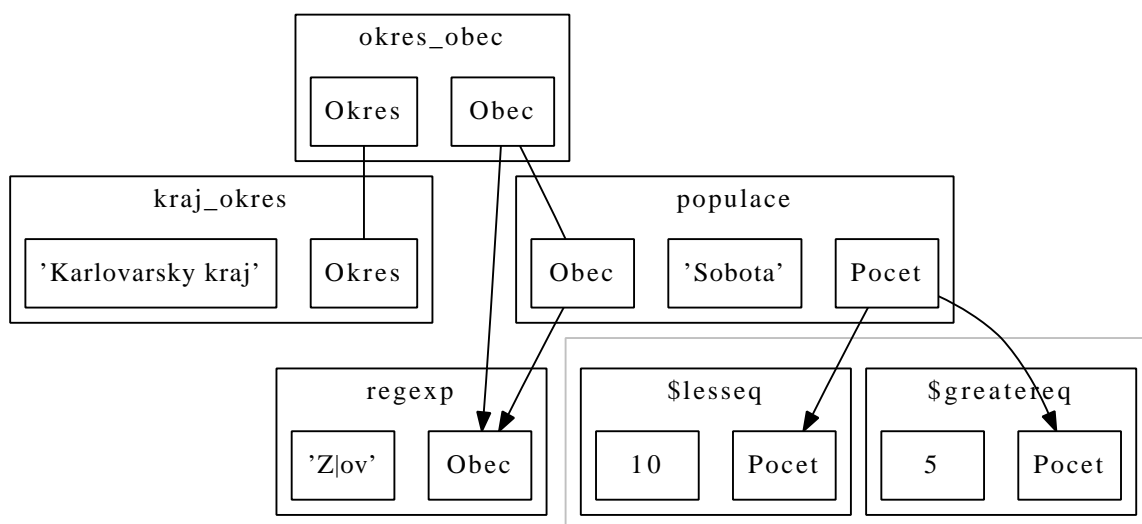 okres_obec
Okres Obec
kraj_okres populace
’Karlovarsky kraj’ Okres Obec ’Sobota’ Pocet
regexp $lesseq $greatereq
’Z|ov’ Obec 10 Pocet 5 Pocet